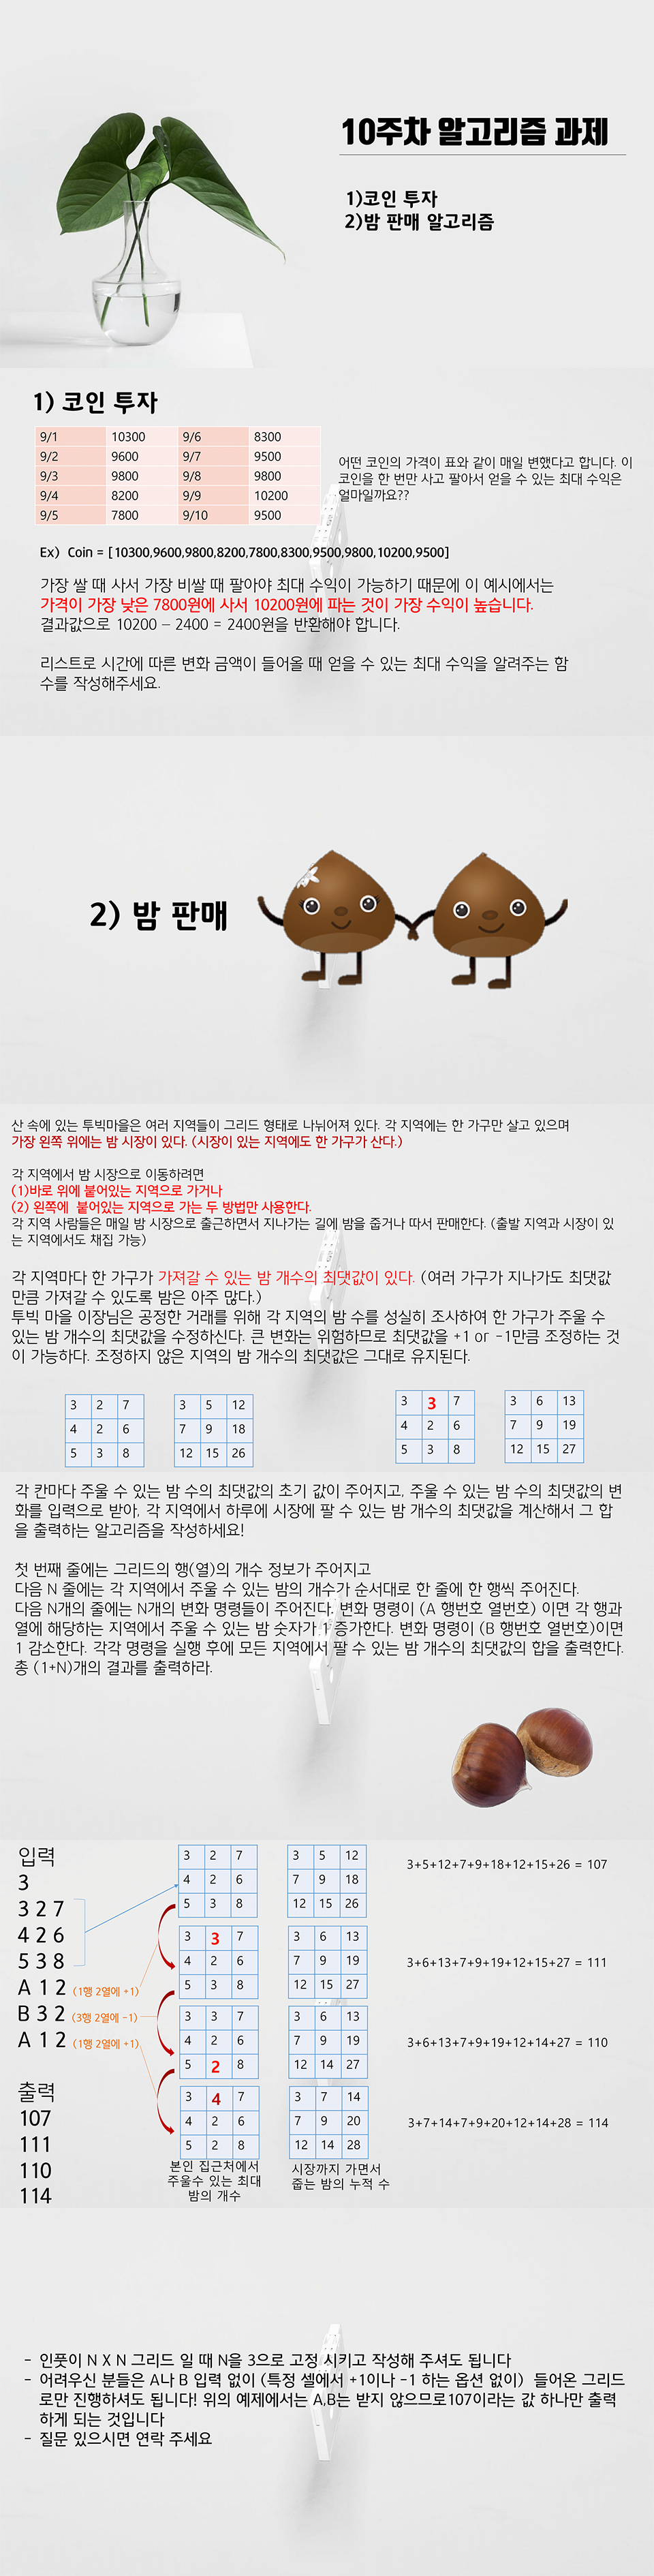 10주차 알고리즘 과제
1)코인 투자
2)밤 판매 알고리즘
1) 코인 투자
9/1 10300 9/6 8300
9/2 9600 9/7 9500
9/3 9800 9/8 9800
9/4 8200 9/9 10200
9/5 7800 9/10 9500
어떤 코인의 가격이 표와 같이 매일 변했다고 합니다. 이
코인을 한 번만 사고 팔아서 얻을 수 있는 최대 수익은
얼마일까요??
Ex) Coin = [10300,9600,9800,8200,7800,8300,9500,9800,10200,9500]
가장 쌀 때 사서 가장 비쌀 때 팔아야 최대 수익이 가능하기 때문에 이 예시에서는
가격이 가장 낮은 7800원에 사서 10200원에 파는 것이 가장 수익이 높습니다.
결과값으로 10200 – 2400 = 2400원을 반환해야 합니다.
리스트로 시간에 따른 변화 금액이 들어올 때 얻을 수 있는 최대 수익을 알려주는 함
수를 작성해주세요.
2) 밤 판매
산 속에 있는 투빅마을은 여러 지역들이 그리드 형태로 나뉘어져 있다. 각 지역에는 한 가구만 살고 있으며
가장 왼쪽 위에는 밤 시장이 있다. (시장이 있는 지역에도 한 가구가 산다.)
각 지역에서 밤 시장으로 이동하려면
(1)바로 위에 붙어있는 지역으로 가거나
(2) 왼쪽에 붙어있는 지역으로 가는 두 방법만 사용한다.
각 지역 사람들은 매일 밤 시장으로 출근하면서 지나가는 길에 밤을 줍거나 따서 판매한다. (출발 지역과 시장이 있
는 지역에서도 채집 가능)
각 지역마다 한 가구가 가져갈 수 있는 밤 개수의 최댓값이 있다. (여러 가구가 지나가도 최댓값
만큼 가져갈 수 있도록 밤은 아주 많다.)
투빅 마을 이장님은 공정한 거래를 위해 각 지역의 밤 수를 성실히 조사하여 한 가구가 주울 수
있는 밤 개수의 최댓값을 수정하신다. 큰 변화는 위험하므로 최댓값을 +1 or -1만큼 조정하는 것
이 가능하다. 조정하지 않은 지역의 밤 개수의 최댓값은 그대로 유지된다.
3 2 7 3 5 12 3 3 7 3 6 13
4 2 6 7 9 18 4 2 6 7 9 19
5 3 8 12 15 26 5 3 8 12 15 27
각 칸마다 주울 수 있는 밤 수의 최댓값의 초기 값이 주어지고, 주울 수 있는 밤 수의 최댓값의 변
화를 입력으로 받아, 각 지역에서 하루에 시장에 팔 수 있는 밤 개수의 최댓값을 계산해서 그 합
을 출력하는 알고리즘을 작성하세요!
첫 번째 줄에는 그리드의 행(열)의 개수 정보가 주어지고
다음 N 줄에는 각 지역에서 주울 수 있는 밤의 개수가 순서대로 한 줄에 한 행씩 주어진다.
다음 N개의 줄에는 N개의 변화 명령들이 주어진다. 변화 명령이 (A 행번호 열번호) 이면 각 행과
열에 해당하는 지역에서 주울 수 있는 밤 숫자가 1 증가한다. 변화 명령이 (B 행번호 열번호)이면
1 감소한다. 각각 명령을 실행 후에 모든 지역에서 팔 수 있는 밤 개수의 최댓값의 합을 출력한다.
총 (1+N)개의 결과를 출력하라.
입력
3
3 2 7
4 2 6
5 3 8
A 1 2 (1행 2열에 +1)
B 3 2 (3행 2열에 -1)
A 1 2 (1행 2열에 +1)
출력
107
111
110
114
3 2 7 3 5 12
4 2 6 7 9 18
5 3 8 12 15 26
3+5+12+7+9+18+12+15+26 = 107
3 3 7 3 6 13
4 2 6 7 9 19
5 3 8 12 15 27
3+6+13+7+9+19+12+15+27 = 111
3 3 7 3 6 13
4 2 6 7 9 19
5 2 8 12 14 27
3+6+13+7+9+19+12+14+27 = 110
3 4 7 3 7 14
4 2 6 7 9 20
5 2 8 12 14 28
3+7+14+7+9+20+12+14+28 = 114
본인 집근처에서
주울수 있는 최대
밤의 개수
시장까지 가면서
줍는 밤의 누적 수
- 인풋이 N X N 그리드 일 때 N을 3으로 고정 시키고 작성해 주셔도 됩니다
- 어려우신 분들은 A나 B 입력 없이 (특정 셀에서 +1이나 -1 하는 옵션 없이) 들어온 그리드
로만 진행하셔도 됩니다! 위의 예제에서는 A,B는 받지 않으므로107이라는 값 하나만 출력
하게 되는 것입니다
- 질문 있으시면 연락 주세요